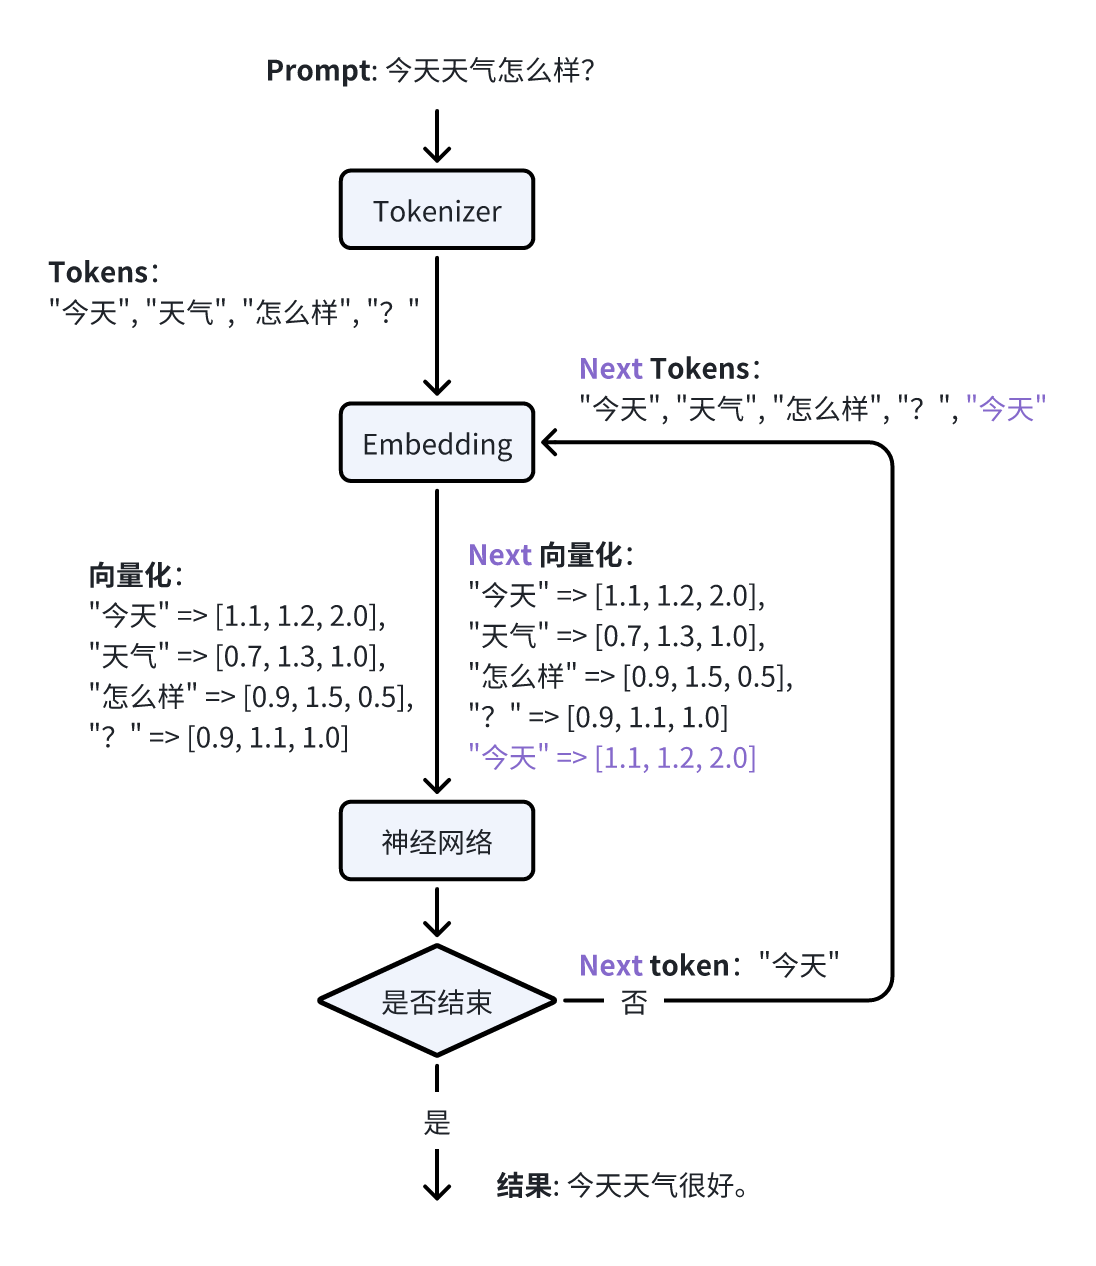 Prompt: 今天天气怎么样？
Tokenizer
Tokens：
"今天", "天气", "怎么样", "？"
Next Tokens：
"今天", "天气", "怎么样", "？", "今天"
Embedding
向量化：
"今天" => [1.1, 1.2, 2.0],
"天气" => [0.7, 1.3, 1.0],
"怎么样" => [0.9, 1.5, 0.5],
"？" => [0.9, 1.1, 1.0]
Next 向量化：
"今天" => [1.1, 1.2, 2.0],
"天气" => [0.7, 1.3, 1.0],
"怎么样" => [0.9, 1.5, 0.5],
"？" => [0.9, 1.1, 1.0]
"今天" => [1.1, 1.2, 2.0]
神经网络
Next token："今天"
是否结束
否
是
结果: 今天天气很好。